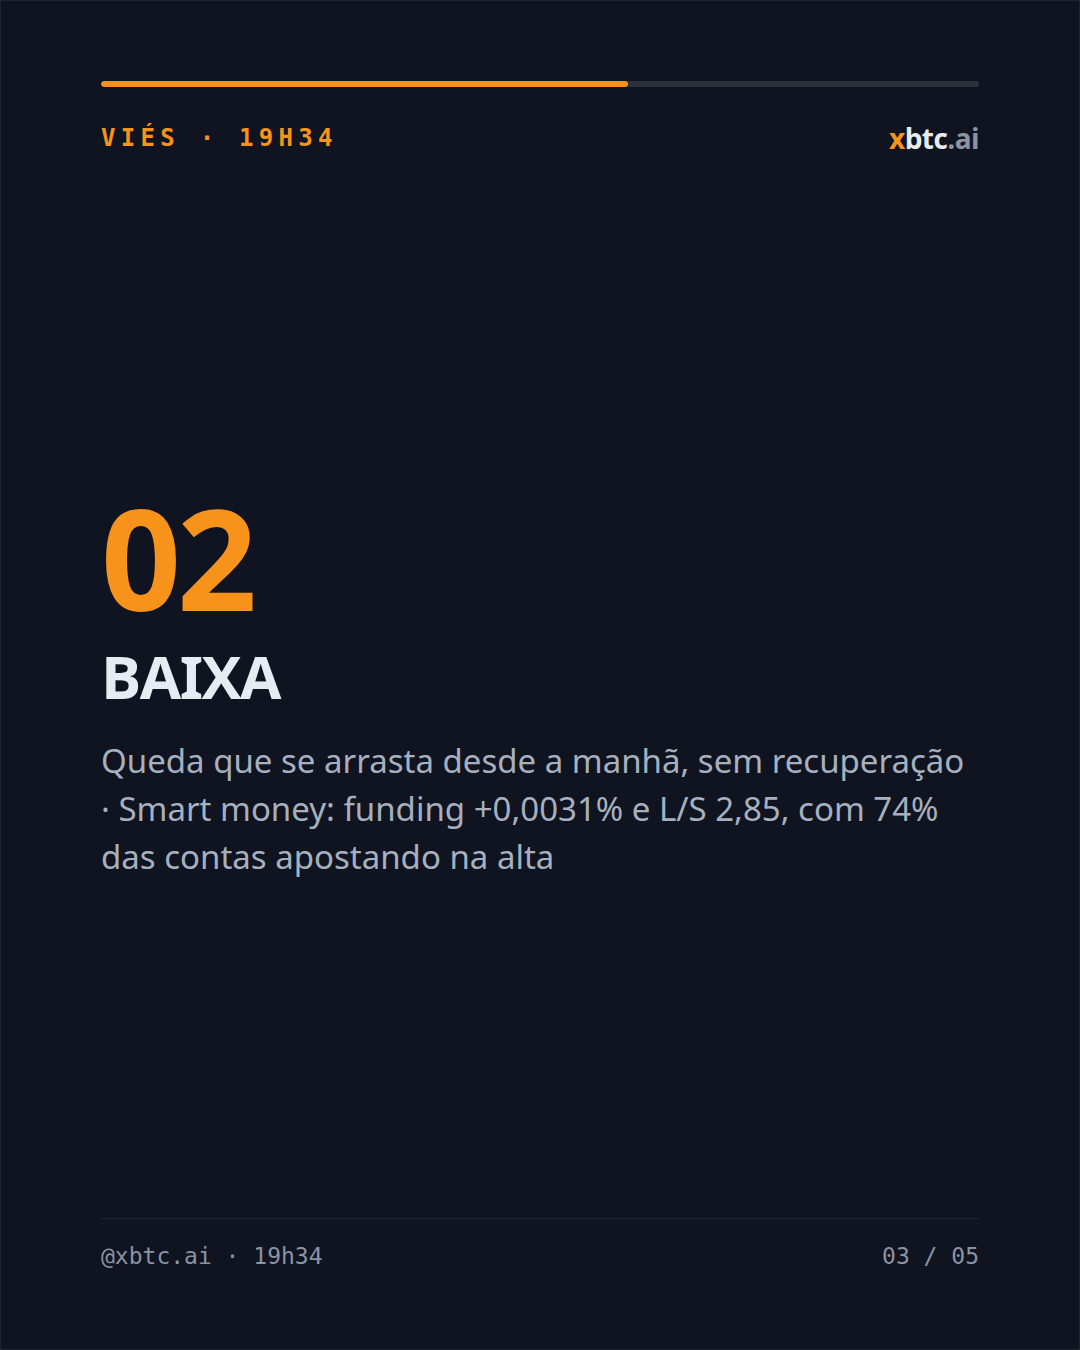 VIÉS · 19H34
xbtc.ai
02
BAIXA
Queda que se arrasta desde a manhã, sem recuperação
· Smart money: funding +0,0031% e L/S 2,85, com 74%
das contas apostando na alta
@xbtc.ai · 19h34
03 / 05